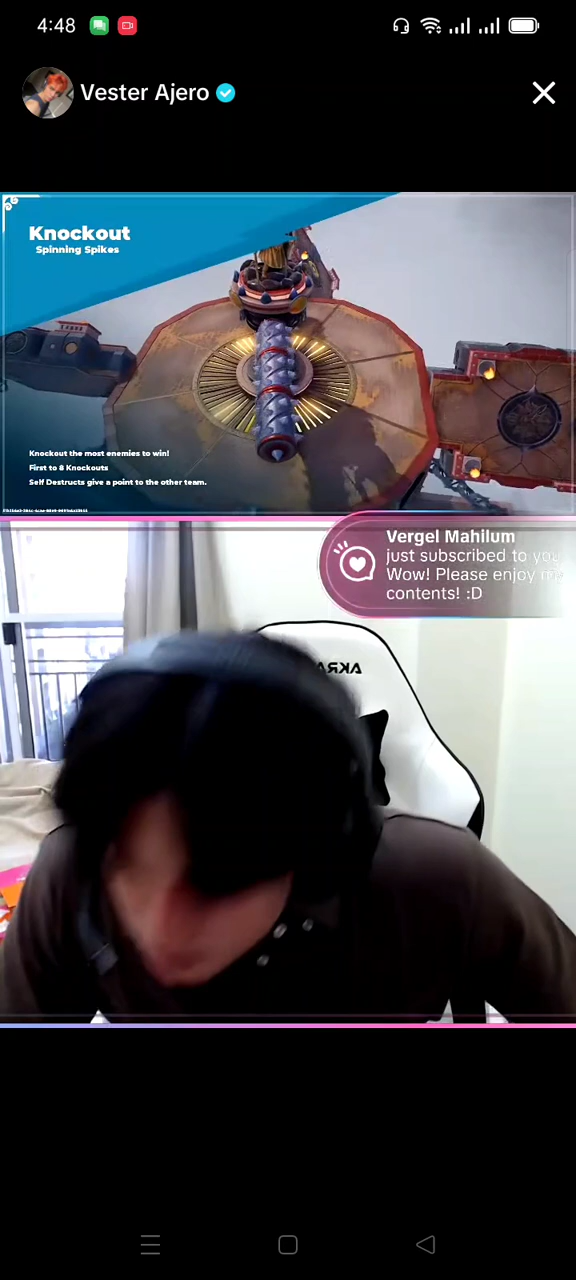 4:48
Vester Ajero
Knockout
Spinning Spikes
Knockout the most enemies to win!
First to 8 Knockouts
Self Destructs give a point to the other team.
Vergel Mahilum
just subscribed to you
Wow! Please enjoy my
contents! :D